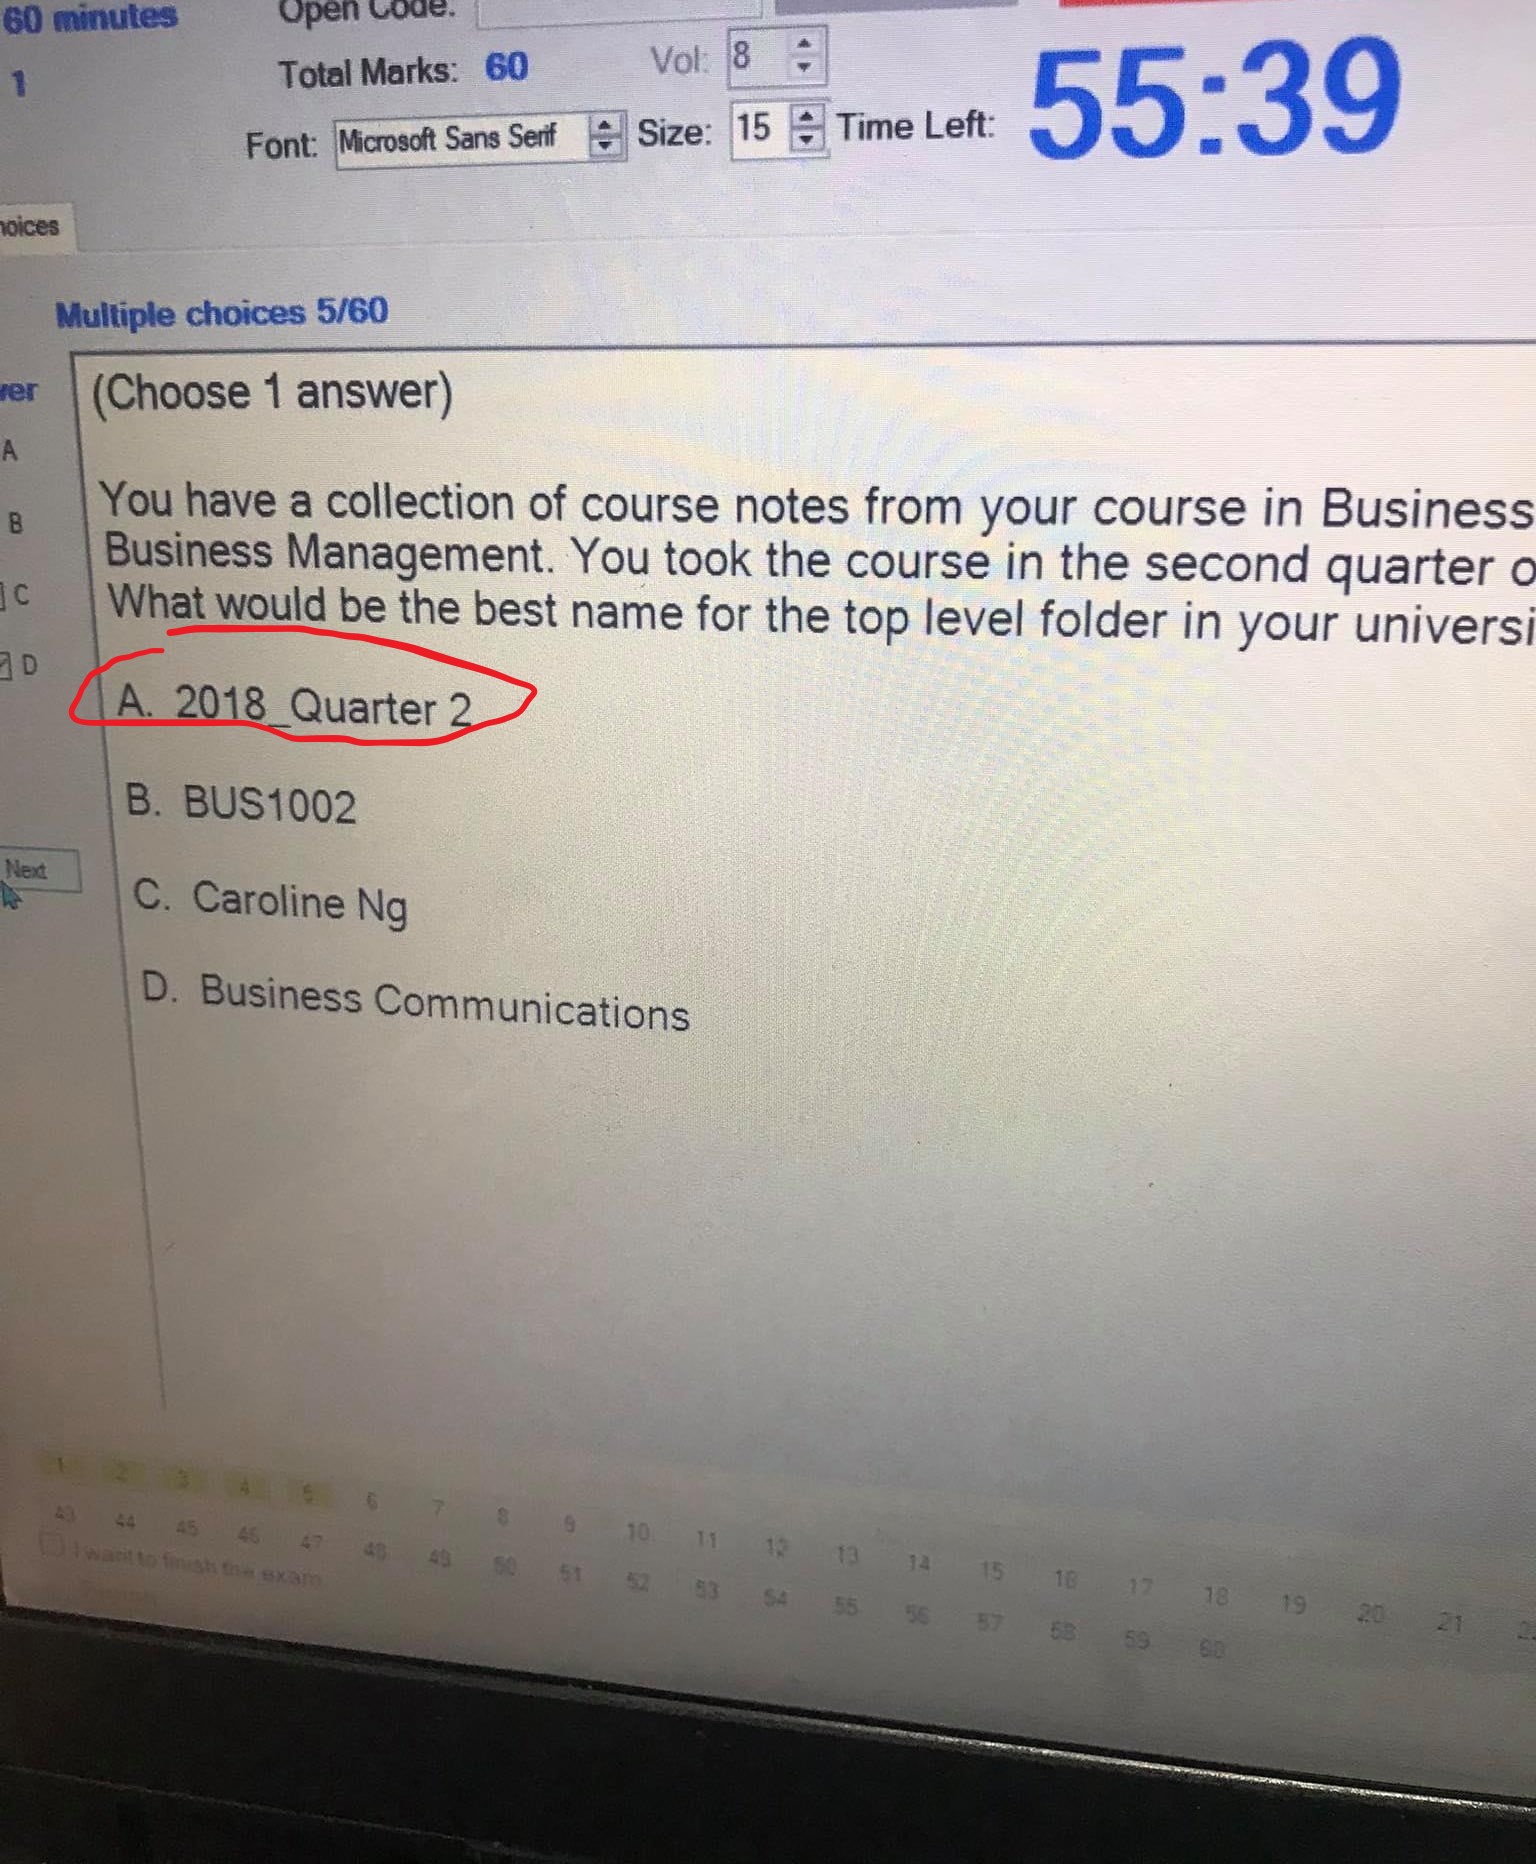 60 minutes
Open Code:
1
Total Marks: 60
Vol: 8
Font: Microsoft Sans Serif
Size: 15
Time Left: 55:39
hoices
Multiple choices 5/60
wer
(Choose 1 answer)
A
B
C
D
You have a collection of course notes from your course in Business
Business Management. You took the course in the second quarter o
What would be the best name for the top level folder in your universi
A. 2018_Quarter 2
B. BUS1002
Next
C. Caroline Ng
D. Business Communications
1 2 3 4 5 6 7 8 9 10 11 12 13 14 15 16 17 18 19 20 21
43 44 45 46 47 48 49 50 51 52 53 54 55 56 57 58 59 60
I want to finish the exam